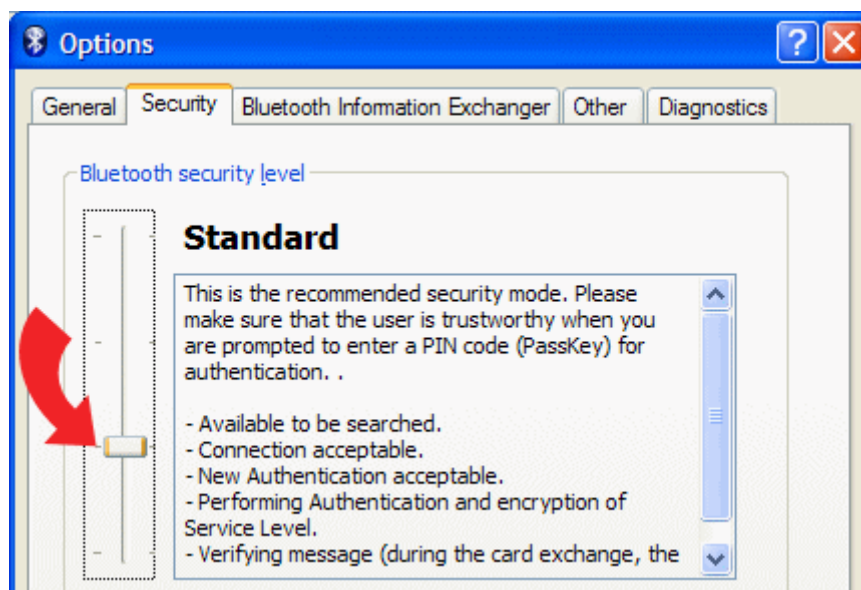 Options
General Security Bluetooth Information Exchanger Other Diagnostics
Bluetooth security level
Standard
This is the recommended security mode. Please
make sure that the user is trustworthy when you
are prompted to enter a PIN code (PassKey) for
authentication. .
- Available to be searched.
- Connection acceptable.
- New Authentication acceptable.
- Performing Authentication and encryption of
Service Level.
- Verifying message (during the card exchange, the